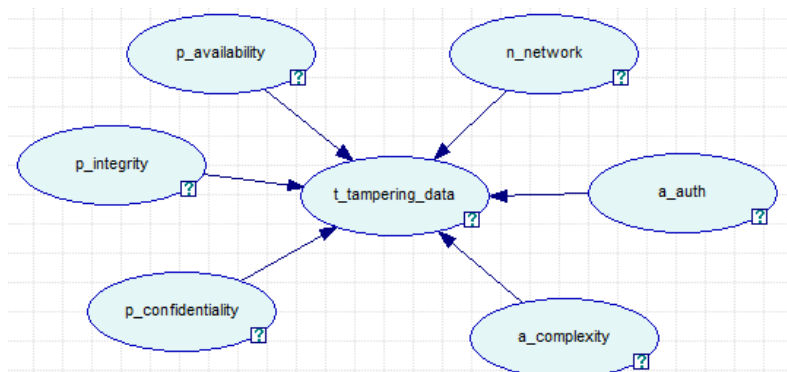 p_availability
?
n_network
?
p_integrity
?
t_tampering_data
?
a_auth
?
p_confidentiality
?
a_complexity
?